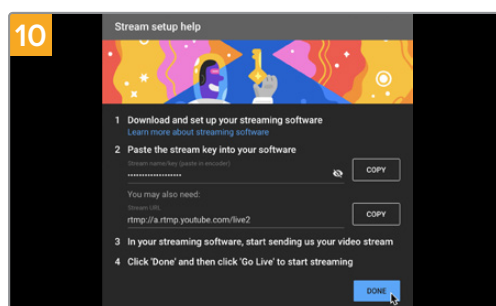 10
Stream setup help
1 Download and set up your streaming software
Learn more about streaming software
2 Paste the stream key into your software
Stream name/key (paste in encoder)
••••••••••••••••••••
COPY
You may also need:
Stream URL
rtmp://a.rtmp.youtube.com/live2
COPY
3 In your streaming software, start sending us your video stream
4 Click 'Done' and then click 'Go Live' to start streaming
DONE